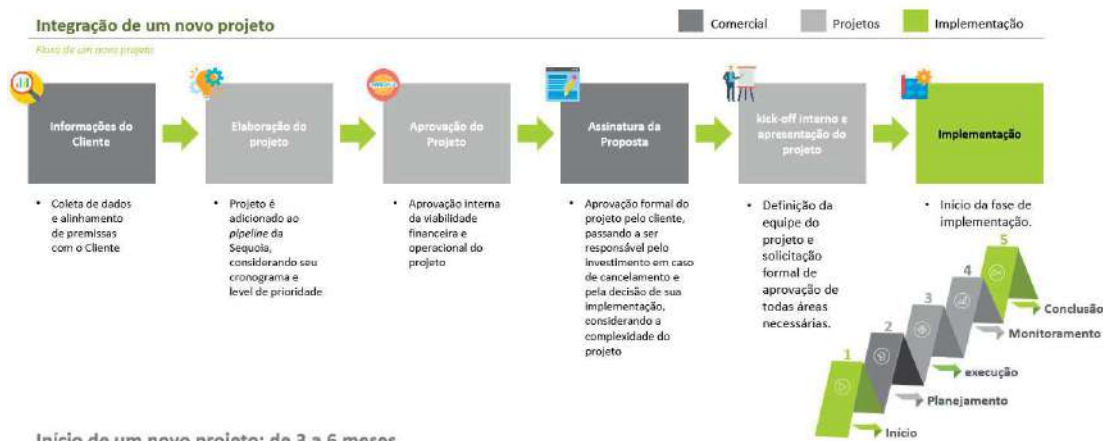 Integração de um novo projeto
Comercial
Projetos
Implementação
Fluxo de um novo projeto
Informações do
Cliente
Elaboração do
projeto
Aprovação do
Projeto
Assinatura da
Proposta
kick-off interno e
apresentação do
projeto
Implementação
• Coleta de dados
e alinhamento
de premissas
com o Cliente
• Projeto é
adicionado ao
pipeline da
Sequoia,
considerando seu
cronograma e
level de prioridade
• Aprovação interna
da viabilidade
financeira e
operacional do
projeto
• Aprovação formal do
projeto pelo cliente,
passando a ser
responsável pelo
investimento em caso
de cancelamento e
pela decisão de sua
implementação,
considerando a
complexidade do
projeto
• Definição da
equipe do
projeto e
solicitação
formal de
aprovação de
todas áreas
necessárias.
• Início da fase de
implementação.
5
Conclusão
4
Monitoramento
3
execução
2
Planejamento
1
Início
Início de um novo projeto: de 3 a 6 meses